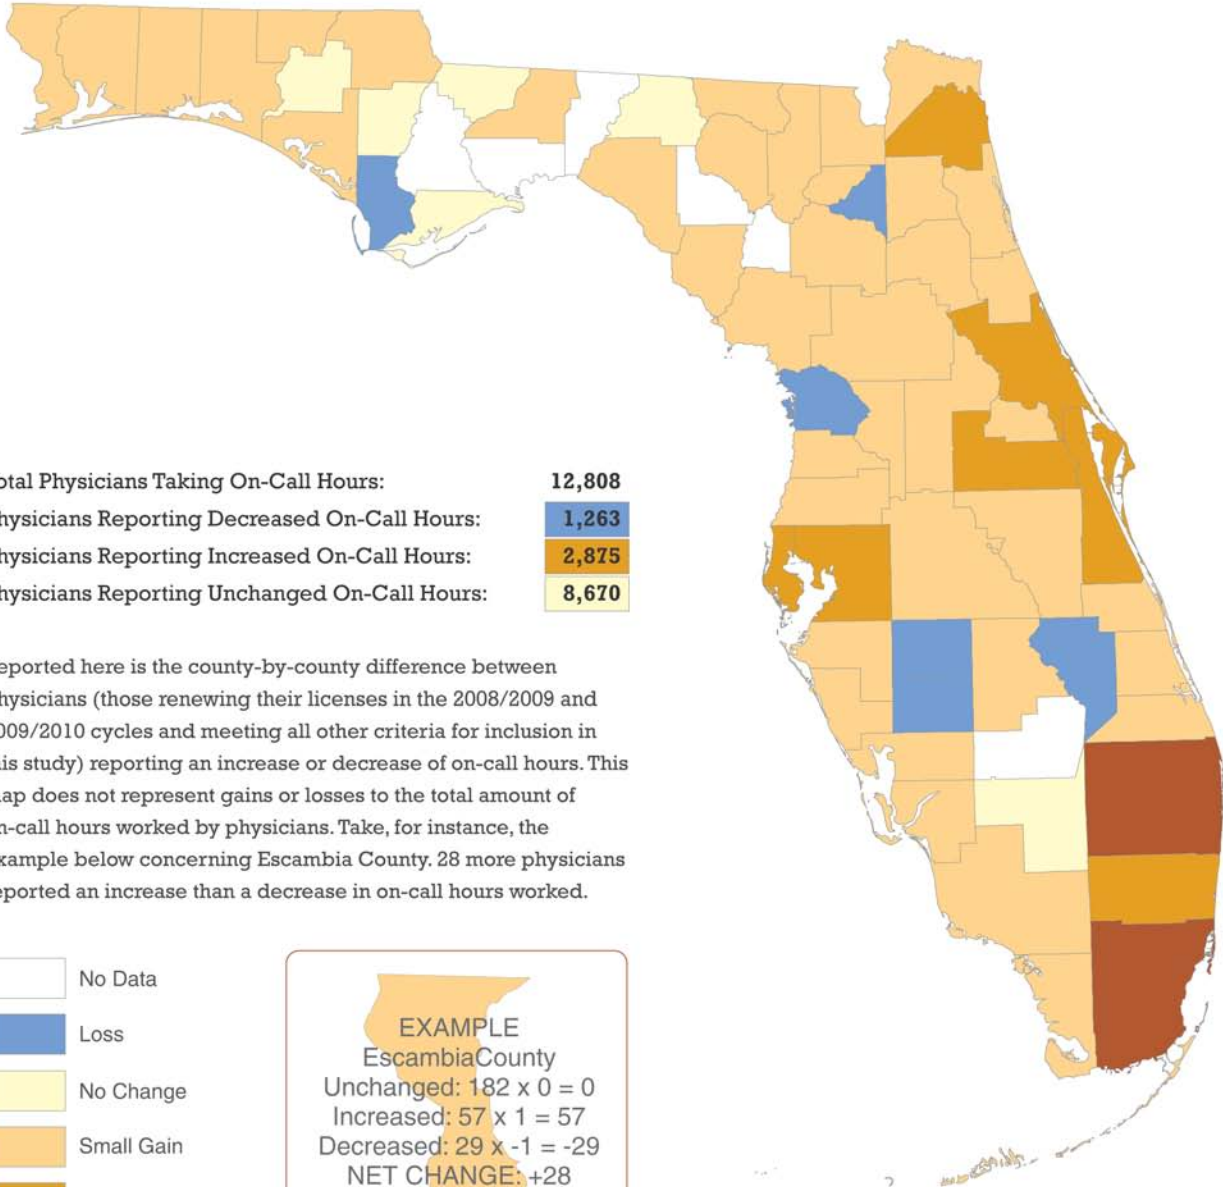 otal Physicians Taking On-Call Hours: 12,808
hysicians Reporting Decreased On-Call Hours: 1,263
hysicians Reporting Increased On-Call Hours: 2,875
hysicians Reporting Unchanged On-Call Hours: 8,670
eported here is the county-by-county difference between
hysicians (those renewing their licenses in the 2008/2009 and
009/2010 cycles and meeting all other criteria for inclusion in
is study) reporting an increase or decrease of on-call hours. This
ap does not represent gains or losses to the total amount of
n-call hours worked by physicians. Take, for instance, the
xample below concerning Escambia County. 28 more physicians
eported an increase than a decrease in on-call hours worked.
No Data
Loss
No Change
Small Gain
EXAMPLE
EscambiaCounty
Unchanged: 182 x 0 = 0
Increased: 57 x 1 = 57
Decreased: 29 x -1 = -29
NET CHANGE: +28